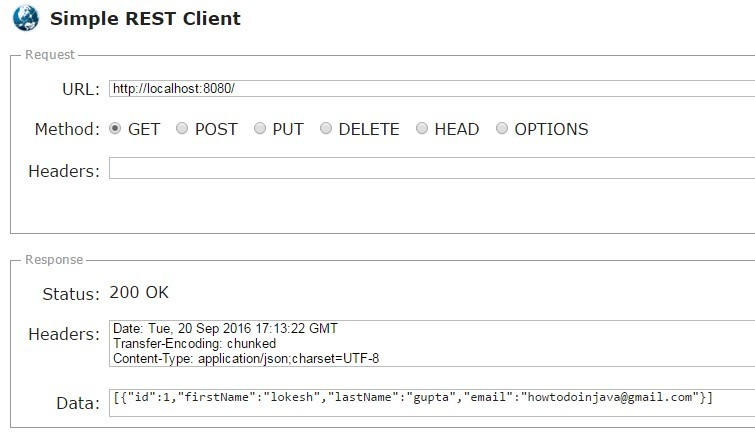 Simple REST Client
Request
URL: http://localhost:8080/
Method: GET POST PUT DELETE HEAD OPTIONS
Headers:
Response
Status: 200 OK
Headers: Date: Tue, 20 Sep 2016 17:13:22 GMT
Transfer-Encoding: chunked
Content-Type: application/json;charset=UTF-8
Data: [{"id":1,"firstName":"lokesh","lastName":"gupta","email":"howtodoinjava@gmail.com"}]